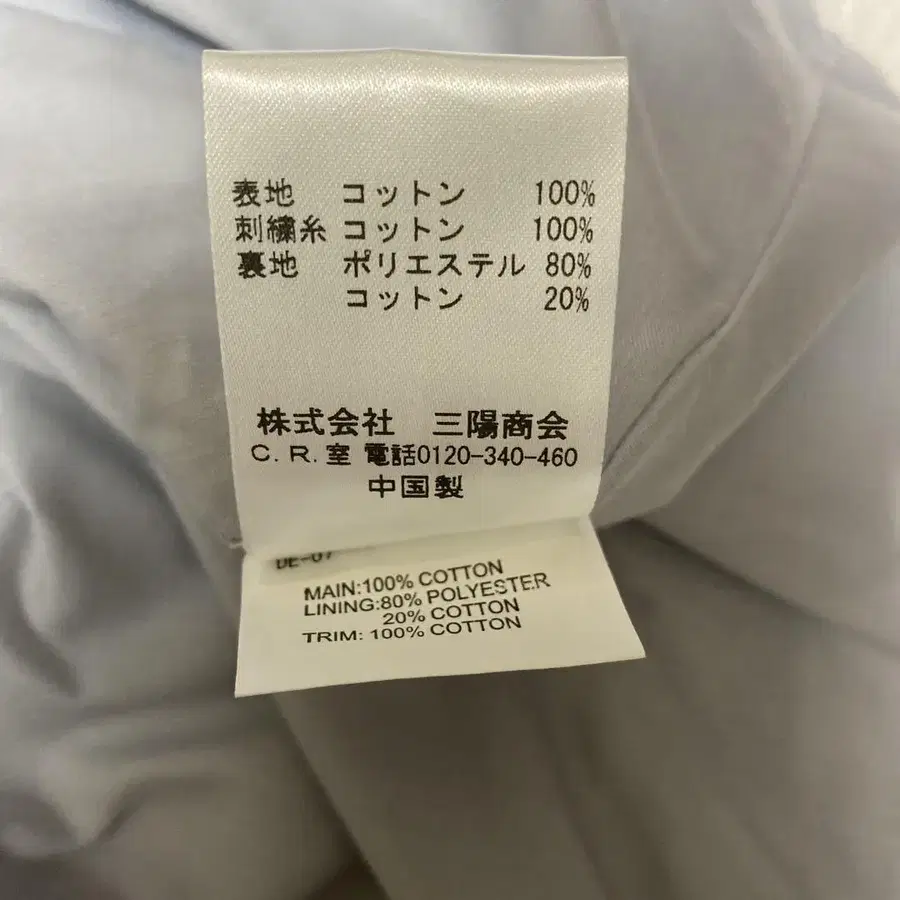 表地 コットン 100%
刺繍糸 コットン 100%
裏地 ポリエステル 80%
コットン 20%
株式会社 三陽商会
C.R.室 電話0120-340-460
中国製
DE-07
MAIN:100% COTTON
LINING:80% POLYESTER
20% COTTON
TRIM: 100% COTTON